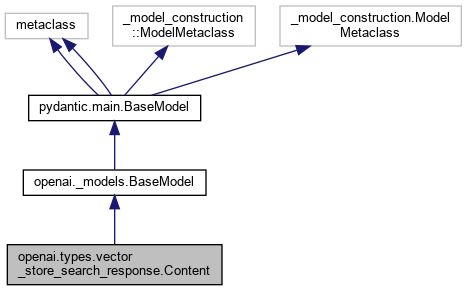 metaclass
_model_construction
::ModelMetaclass
_model_construction.Model
Metaclass
pydantic.main.BaseModel
openai._models.BaseModel
openai.types.vector
_store_search_response.Content